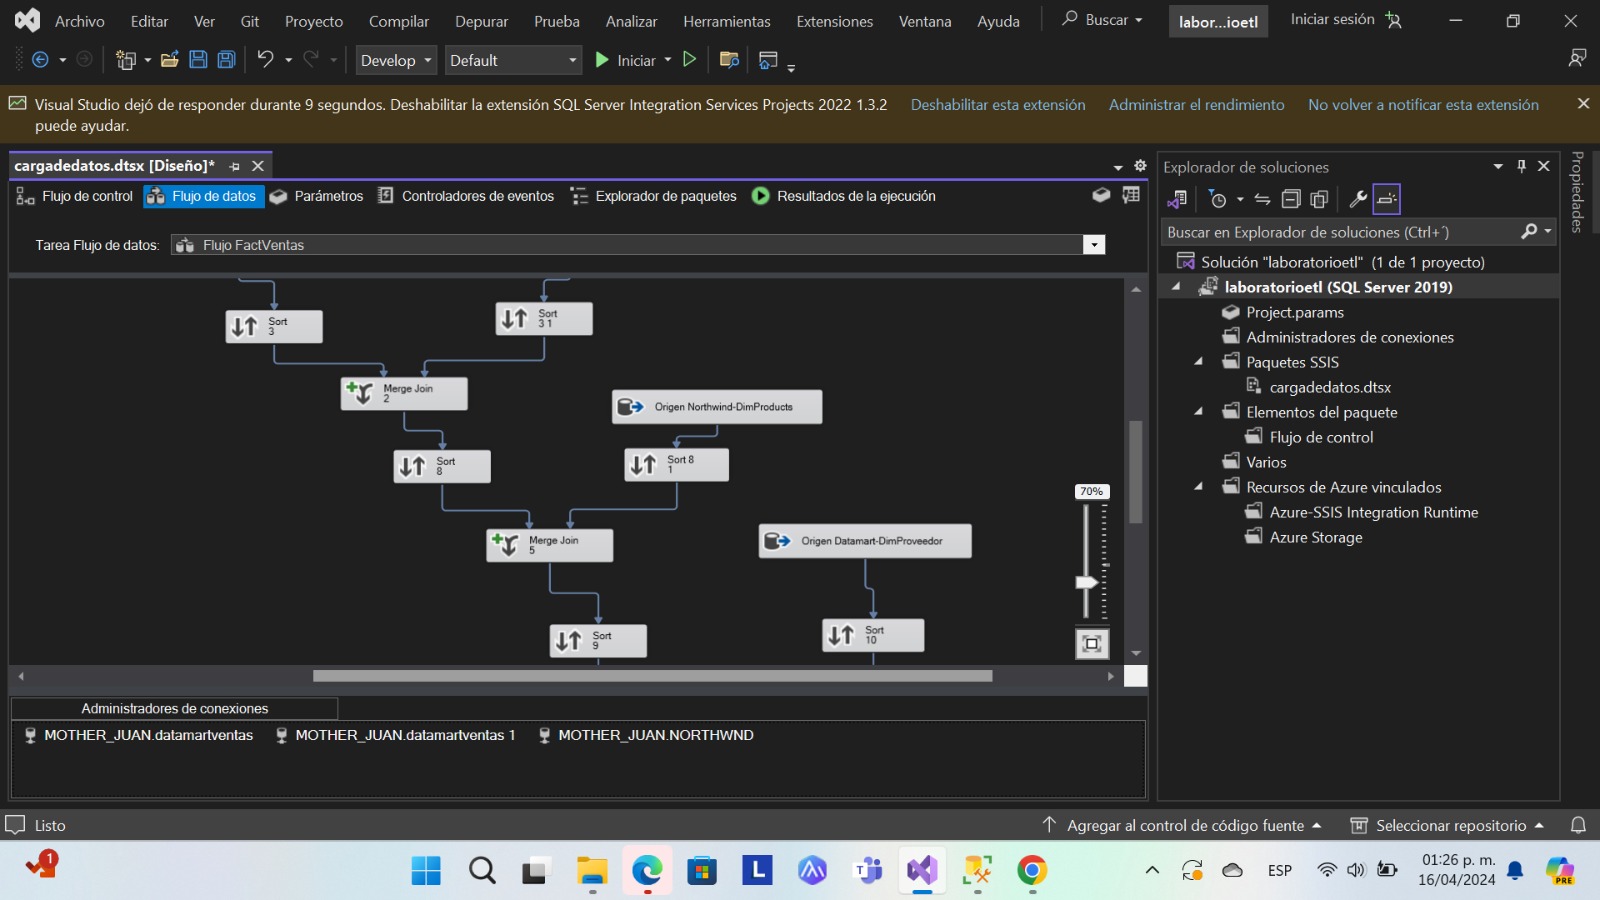 Archivo Editar Ver Git Proyecto Compilar Depurar Prueba Analizar Herramientas Extensiones Ventana Ayuda Buscar labor...ioetl Iniciar sesión
Develop Default Iniciar
Visual Studio dejó de responder durante 9 segundos. Deshabilitar la extensión SQL Server Integration Services Projects 2022 1.3.2
puede ayudar.
Deshabilitar esta extensión Administrar el rendimiento No volver a notificar esta extensión
cargadedatos.dtsx [Diseño]*
Flujo de control Flujo de datos Parámetros Controladores de eventos Explorador de paquetes Resultados de la ejecución
Tarea Flujo de datos: Flujo FactVentas
Sort
3
Sort
3 1
Merge Join
2
Origen Northwind-DimProducts
Sort
8
Sort 8
1
70%
Merge Join
5
Origen Datamart-DimProveedor
Sort
9
Sort
10
Administradores de conexiones
MOTHER_JUAN.datamartventas MOTHER_JUAN.datamartventas 1 MOTHER_JUAN.NORTHWND
Explorador de soluciones
Buscar en Explorador de soluciones (Ctrl+´)
Solución "laboratorioetl" (1 de 1 proyecto)
laboratorioetl (SQL Server 2019)
Project.params
Administradores de conexiones
Paquetes SSIS
cargadedatos.dtsx
Elementos del paquete
Flujo de control
Varios
Recursos de Azure vinculados
Azure-SSIS Integration Runtime
Azure Storage
Propiedades
Listo
Agregar al control de código fuente Seleccionar repositorio
1
L
ESP
01:26 p. m.
16/04/2024
PRE